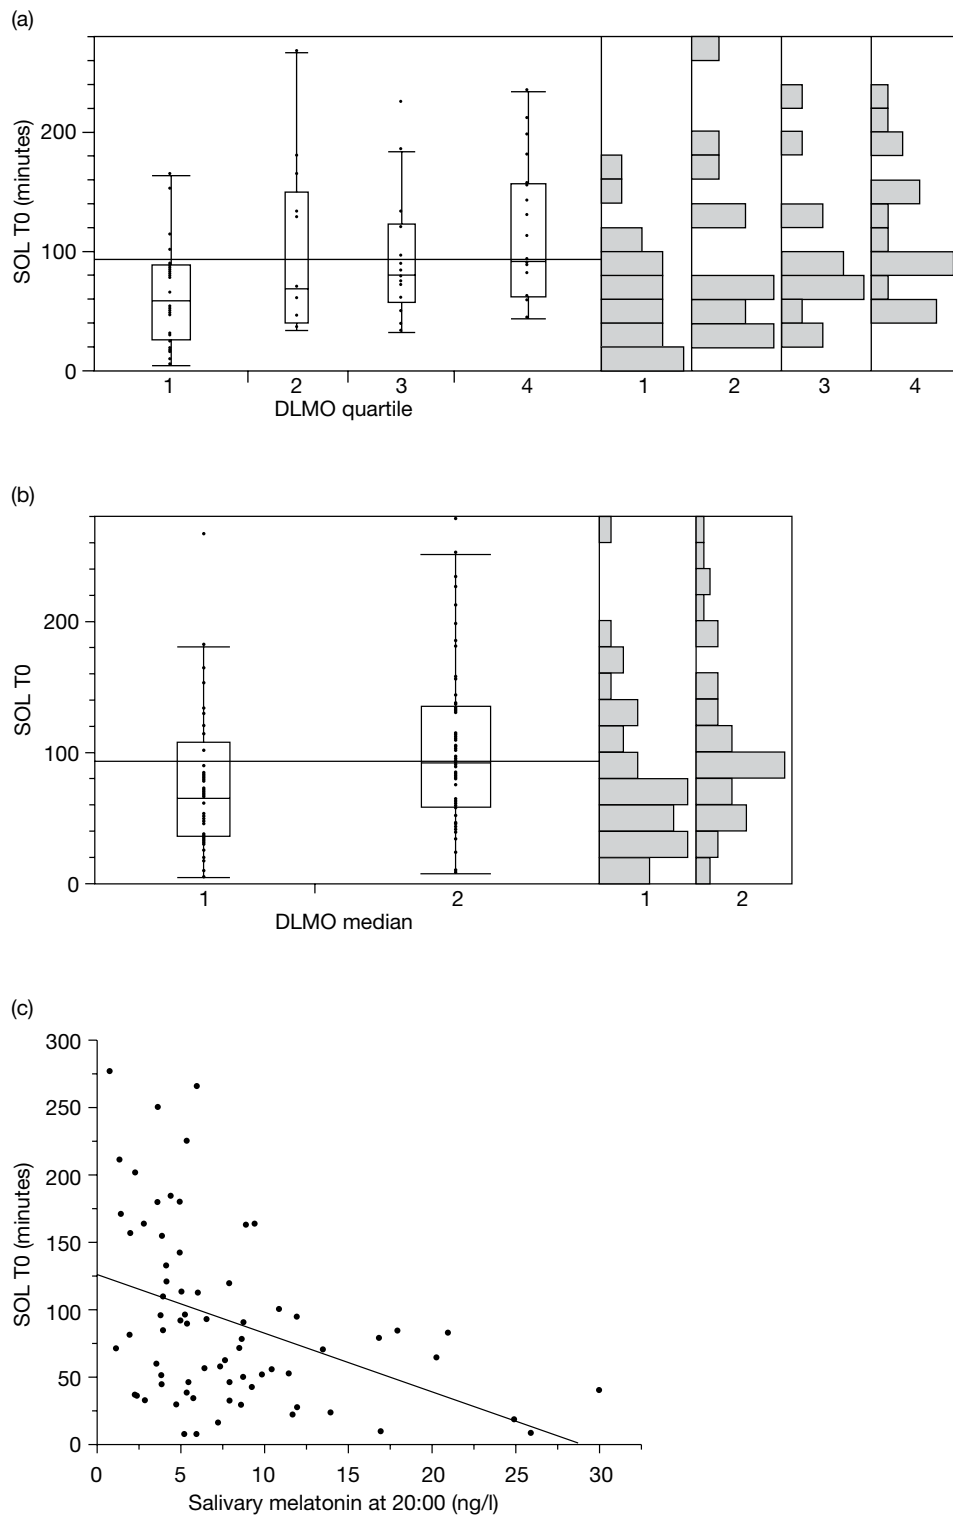 (a)
SOL T0 (minutes)
200
100
0
1 2 3 4 1 2 3 4
DLMO quartile
(b)
SOL T0
200
100
0
1 2 1 2
DLMO median
(c)
SOL T0 (minutes)
300
250
200
150
100
50
0
0 5 10 15 20 25 30
Salivary melatonin at 20:00 (ng/l)